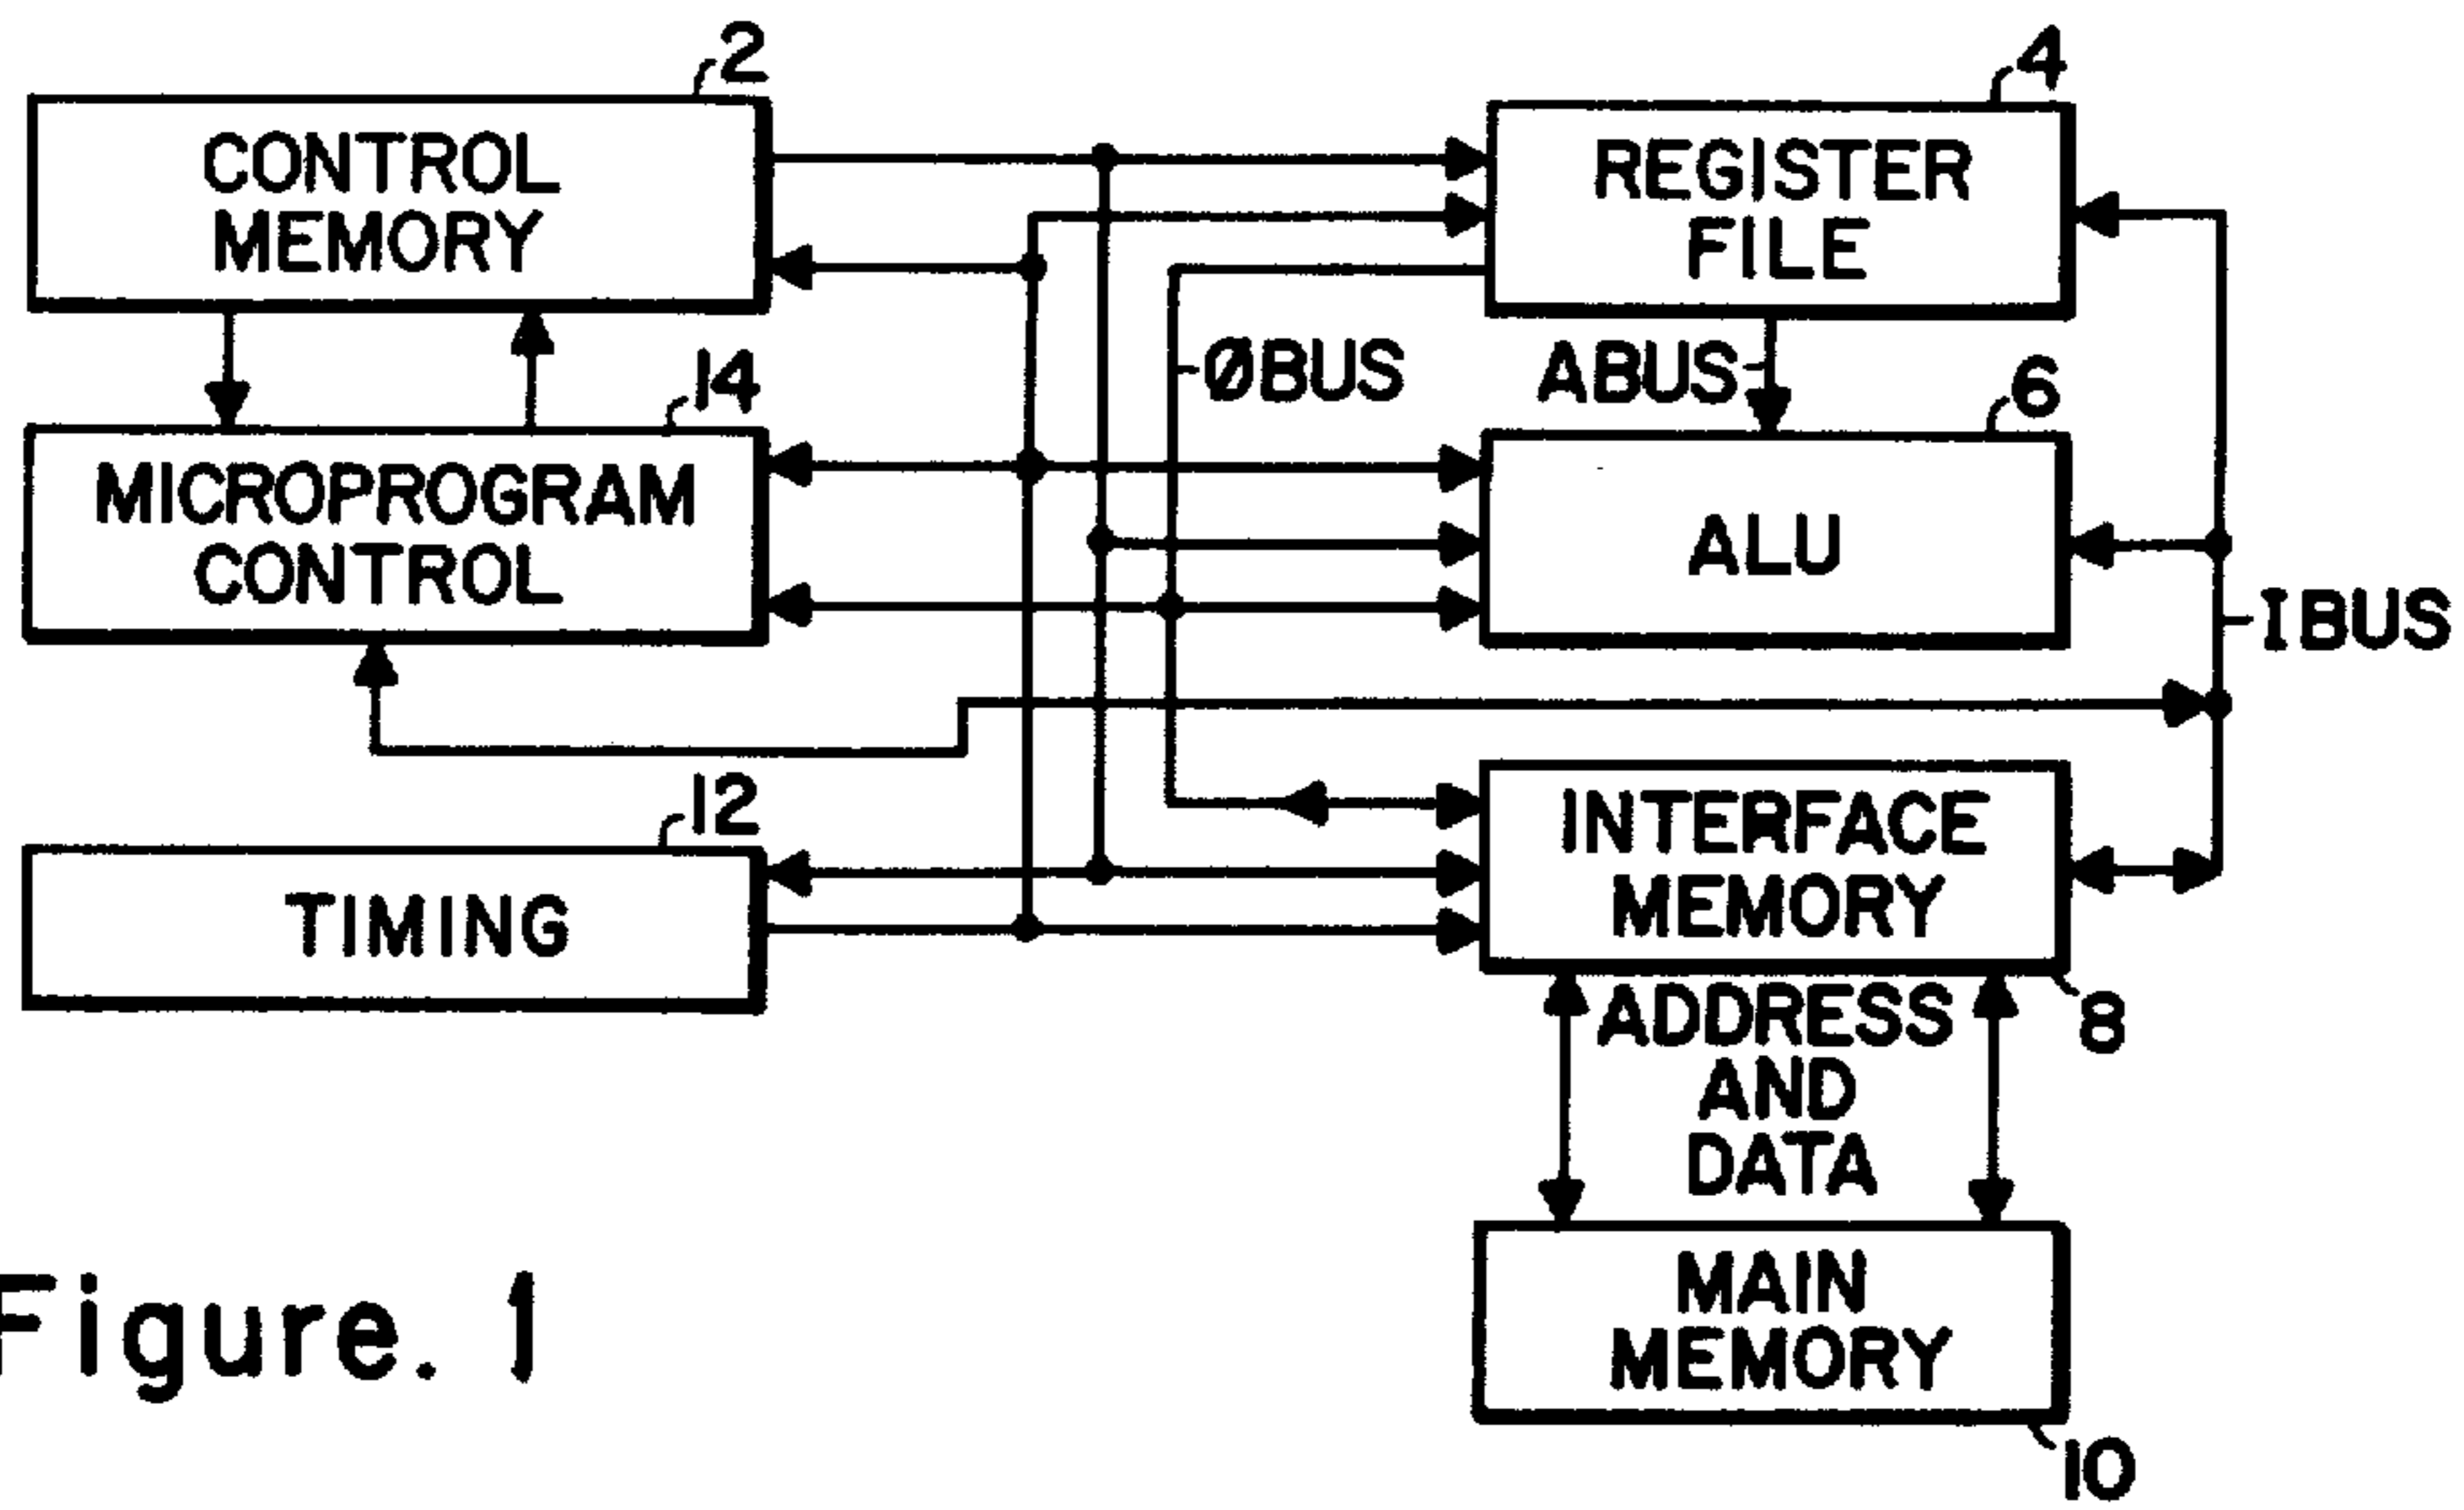 2
CONTROL
MEMORY
4
REGISTER
FILE
14
MICROPROGRAM
CONTROL
ØBUS
ABUS
6
ALU
IBUS
12
TIMING
INTERFACE
MEMORY
8
ADDRESS
AND
DATA
MAIN
MEMORY
10
Figure. 1